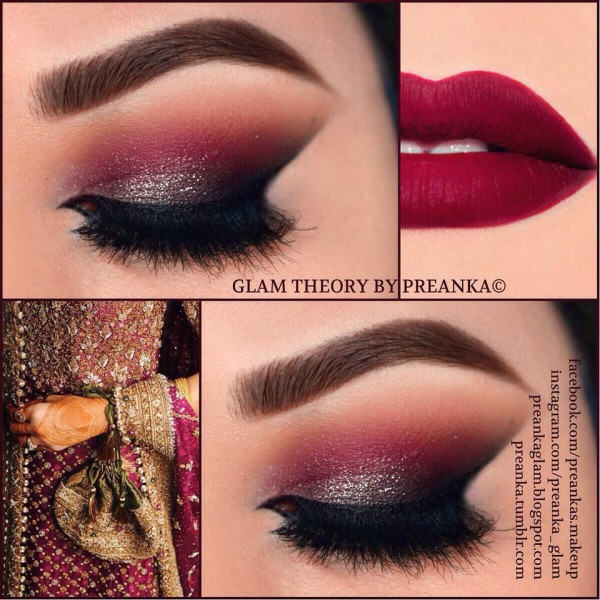 GLAM THEORY BY PREANKA©
facebook.com/preankas.makeup
instagram.com/preanka_glam
preankaglam.blogspot.com
preanka.tumblr.com